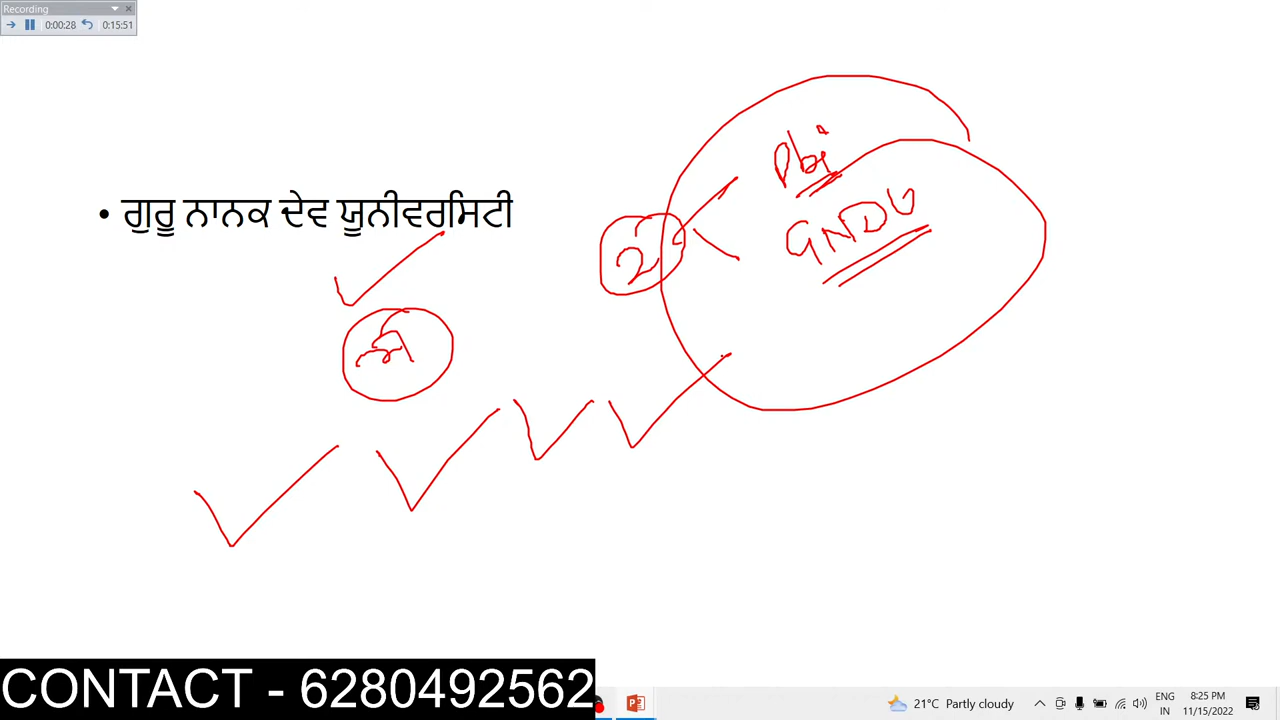 Recording
0:00:28 0:15:51
Pbi
• ਗੁਰੂ ਨਾਨਕ ਦੇਵ ਯੂਨੀਵਰਸਿਟੀ
2 GNDU
CONTACT - 6280492562
21°C Partly cloudy
ENG
IN
8:25 PM
11/15/2022